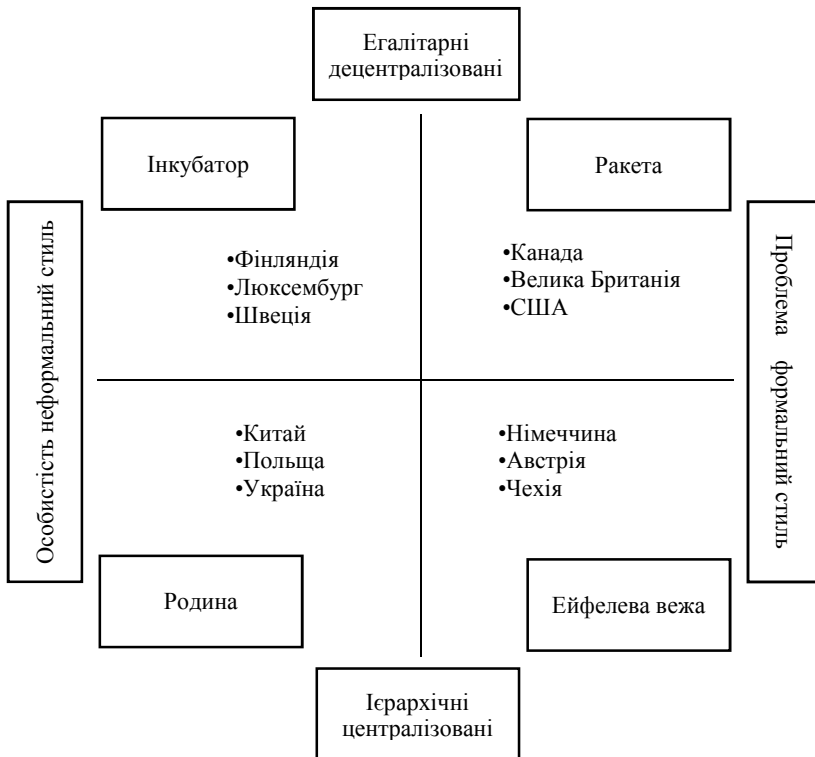 Егалітарні
децентралізовані
Інкубатор
Ракета
Особистість неформальний стиль
Проблема формальний стиль
•Фінляндія
•Люксембург
•Швеція
•Канада
•Велика Британія
•США
•Китай
•Польща
•Україна
•Німеччина
•Австрія
•Чехія
Родина
Ейфелева вежа
Ієрархічні
централізовані